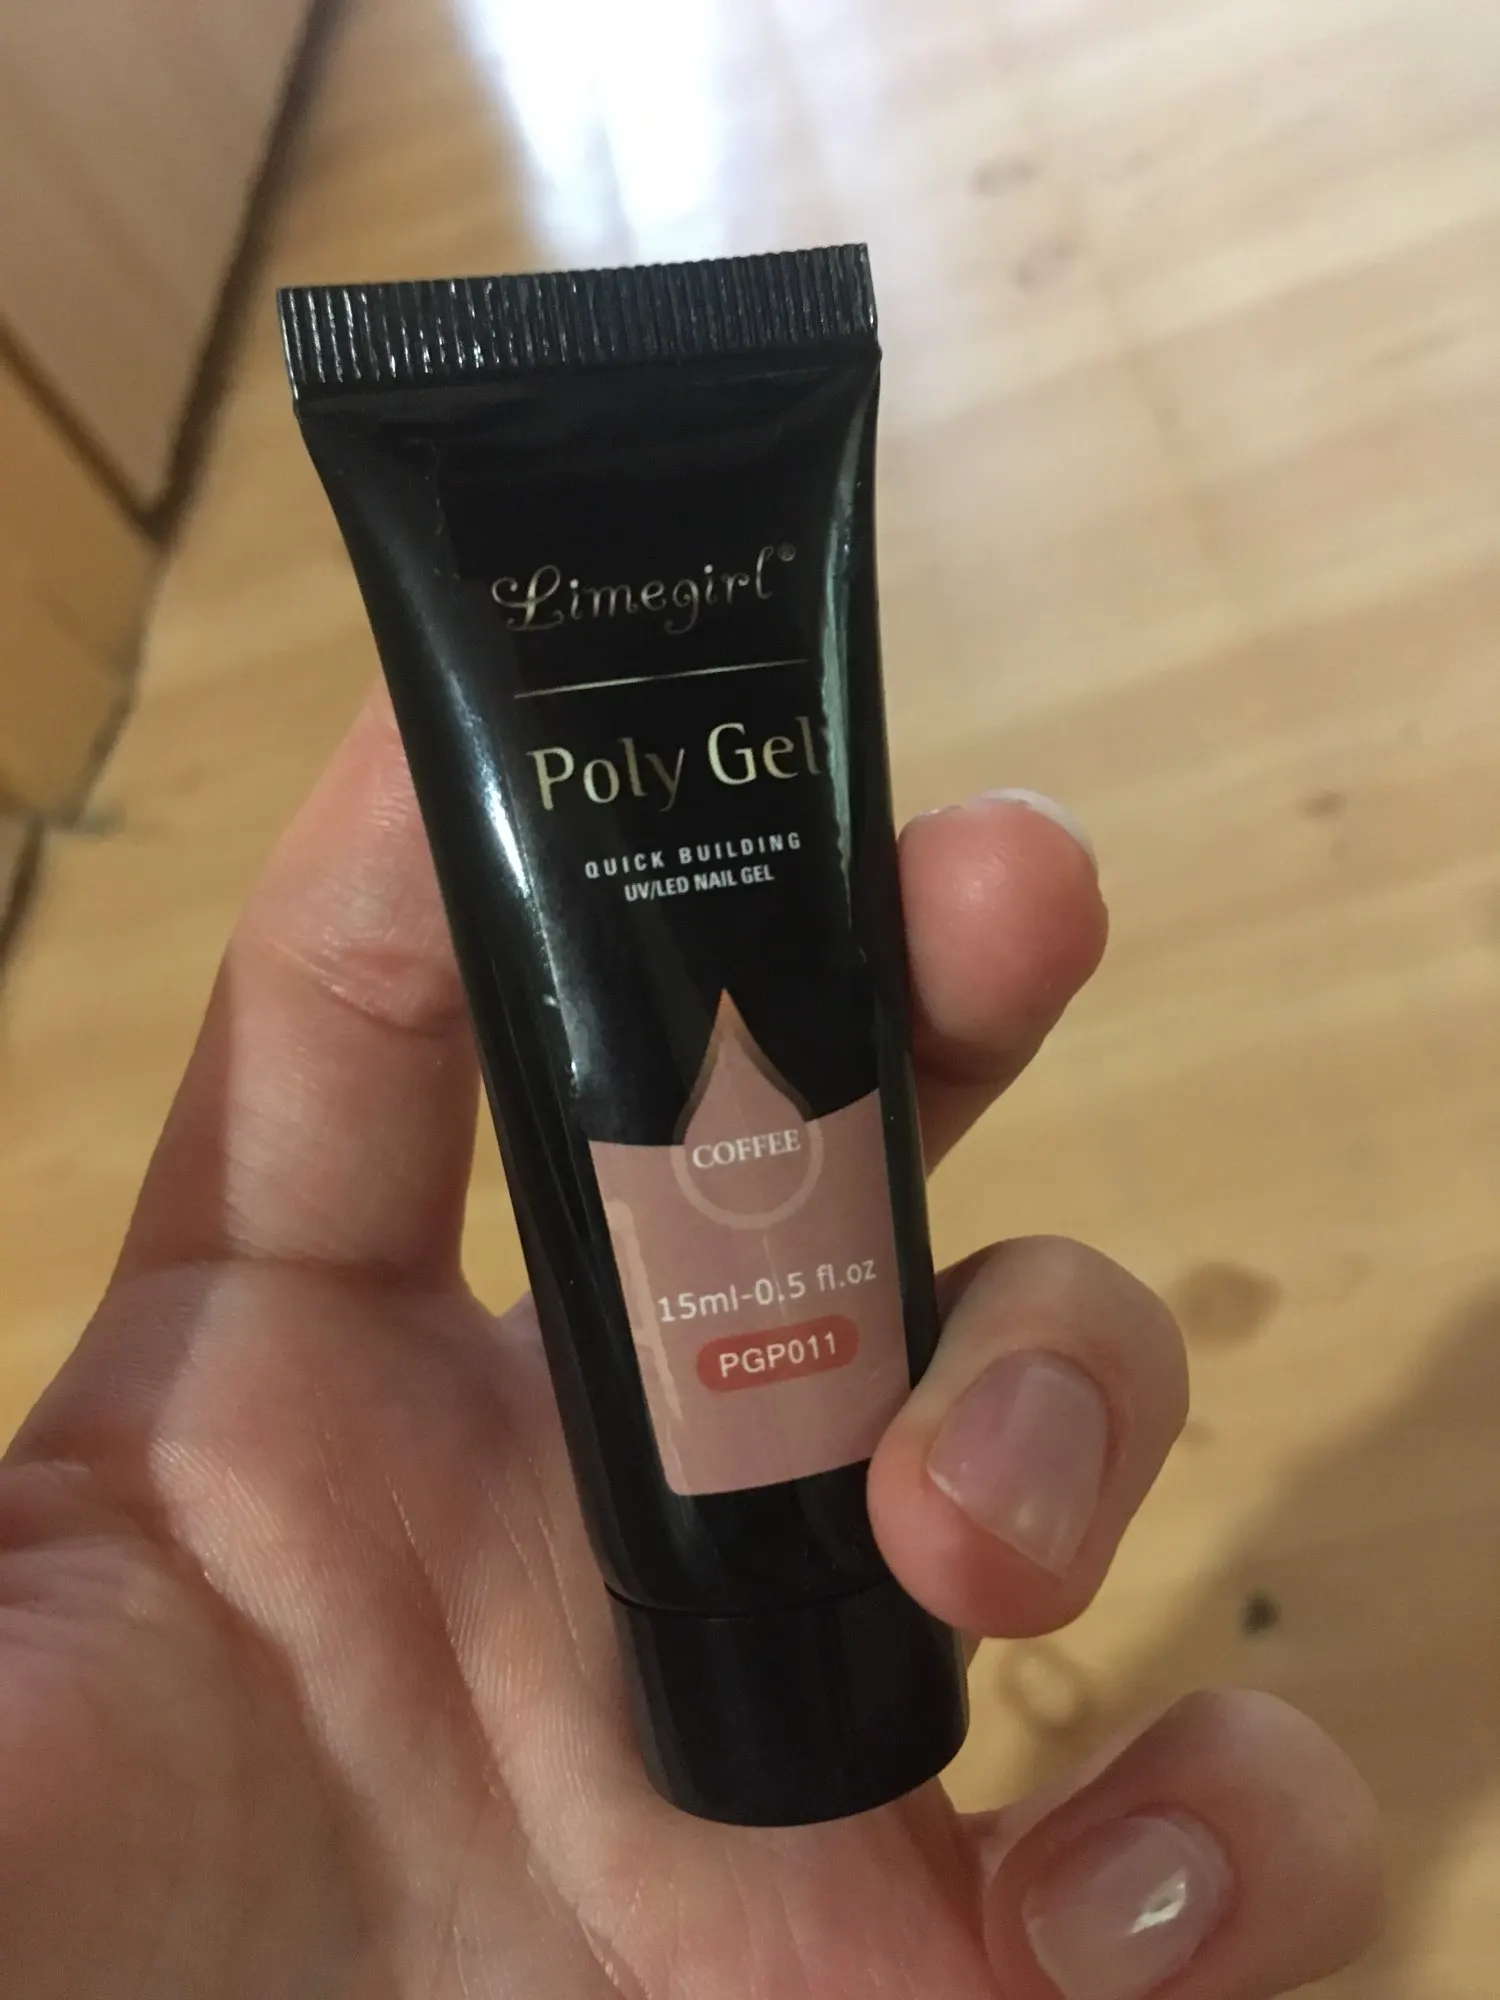 Limegirl®
Poly Gel
QUICK BUILDING
UV/LED NAIL GEL
COFFEE
15ml-0.5 fl.oz
PGP011